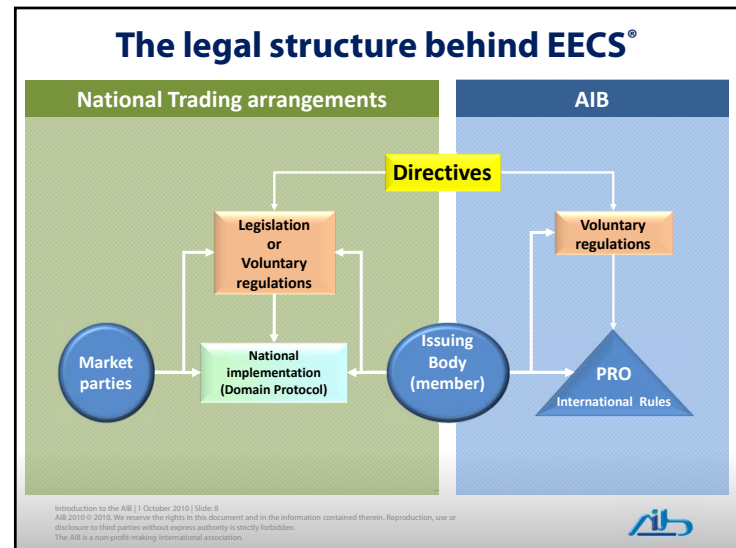 The legal structure behind EECS®
National Trading arrangements
AIB
Directives
Legislation
or
Voluntary
regulations
Voluntary
regulations
Market
parties
National
implementation
(Domain Protocol)
Issuing
Body
(member)
PRO
International Rules
Introduction to the AIB | 1 October 2010 | Slide: 8
AIB 2010 © 2010. We reserve the rights in this document and in the information contained therein. Reproduction, use or
disclosure to third parties without express authority is strictly forbidden.
The AIB is a non-profit-making international association.
aib